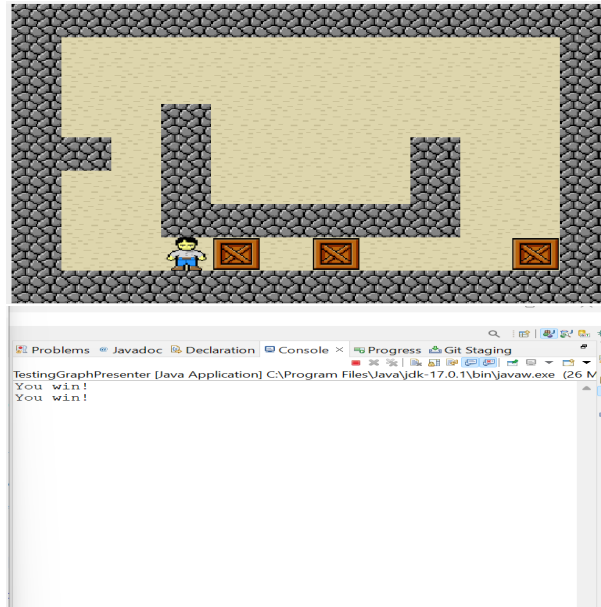 Problems Javadoc Declaration Console Progress Git Staging
TestingGraphPresenter [Java Application] C:\Program Files\Java\jdk-17.0.1\bin\javaw.exe (26 M
You win!
You win!